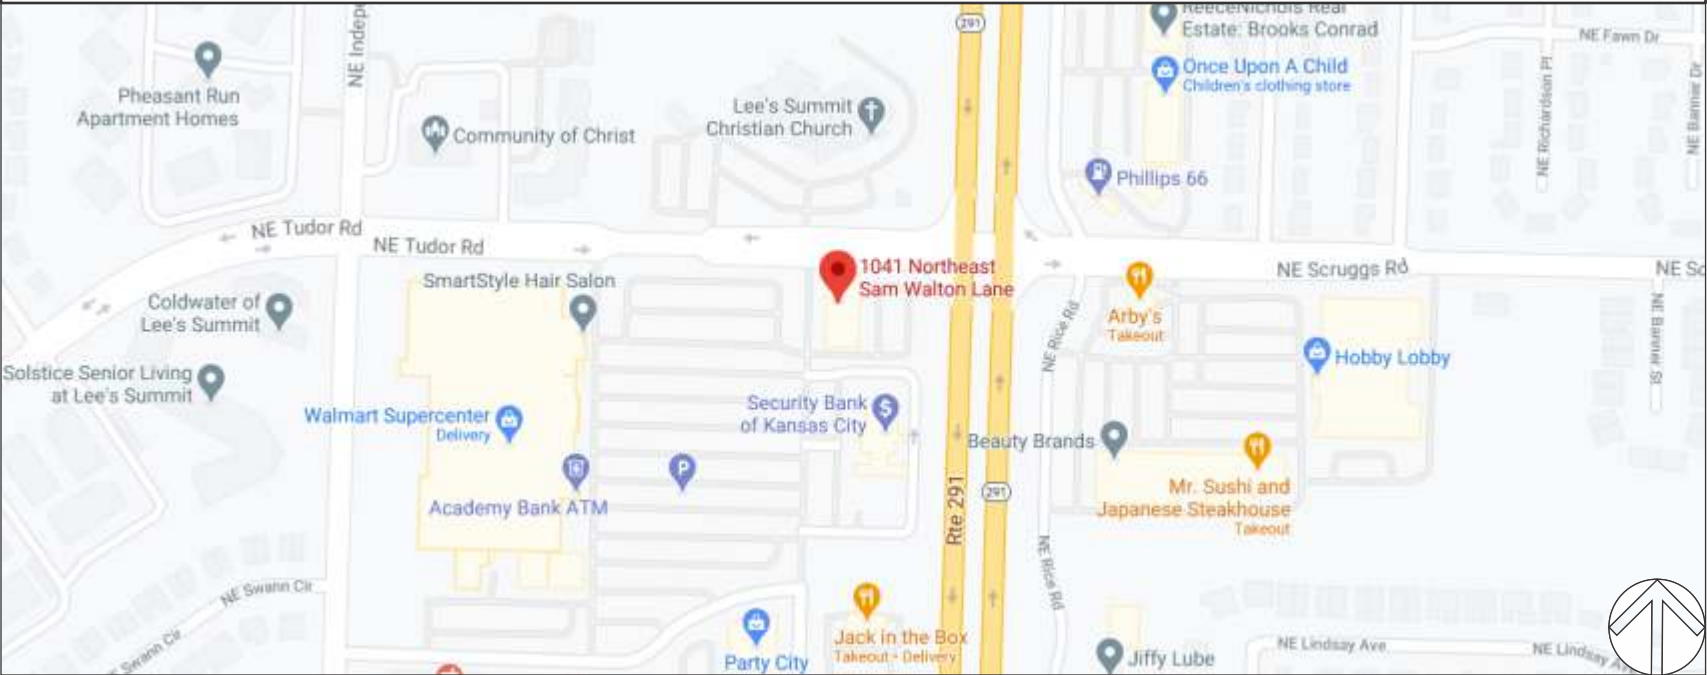 291
ReeceNichols Real
Estate: Brooks Conrad
NE Fawn Dr
NE Indepe
Pheasant Run
Apartment Homes
Once Upon A Child
Children's clothing store
NE Richardson Pl
NE Banner Dr
Lee's Summit
Christian Church
Community of Christ
Phillips 66
NE Tudor Rd
NE Tudor Rd
1041 Northeast
Sam Walton Lane
NE Scruggs Rd
NE Sc
SmartStyle Hair Salon
Coldwater of
Lee's Summit
Arby's
Takeout
NE Rice Rd
NE Banner St
Hobby Lobby
Solstice Senior Living
at Lee's Summit
Walmart Supercenter
Delivery
Security Bank
of Kansas City
Beauty Brands
P
Academy Bank ATM
Rte 291
291
Mr. Sushi and
Japanese Steakhouse
Takeout
NE Rice Rd
NE Swann Cir
NE Swann Cir
Jack in the Box
Takeout • Delivery
Party City
Jiffy Lube
NE Lindsay Ave
NE Lindsay Ave